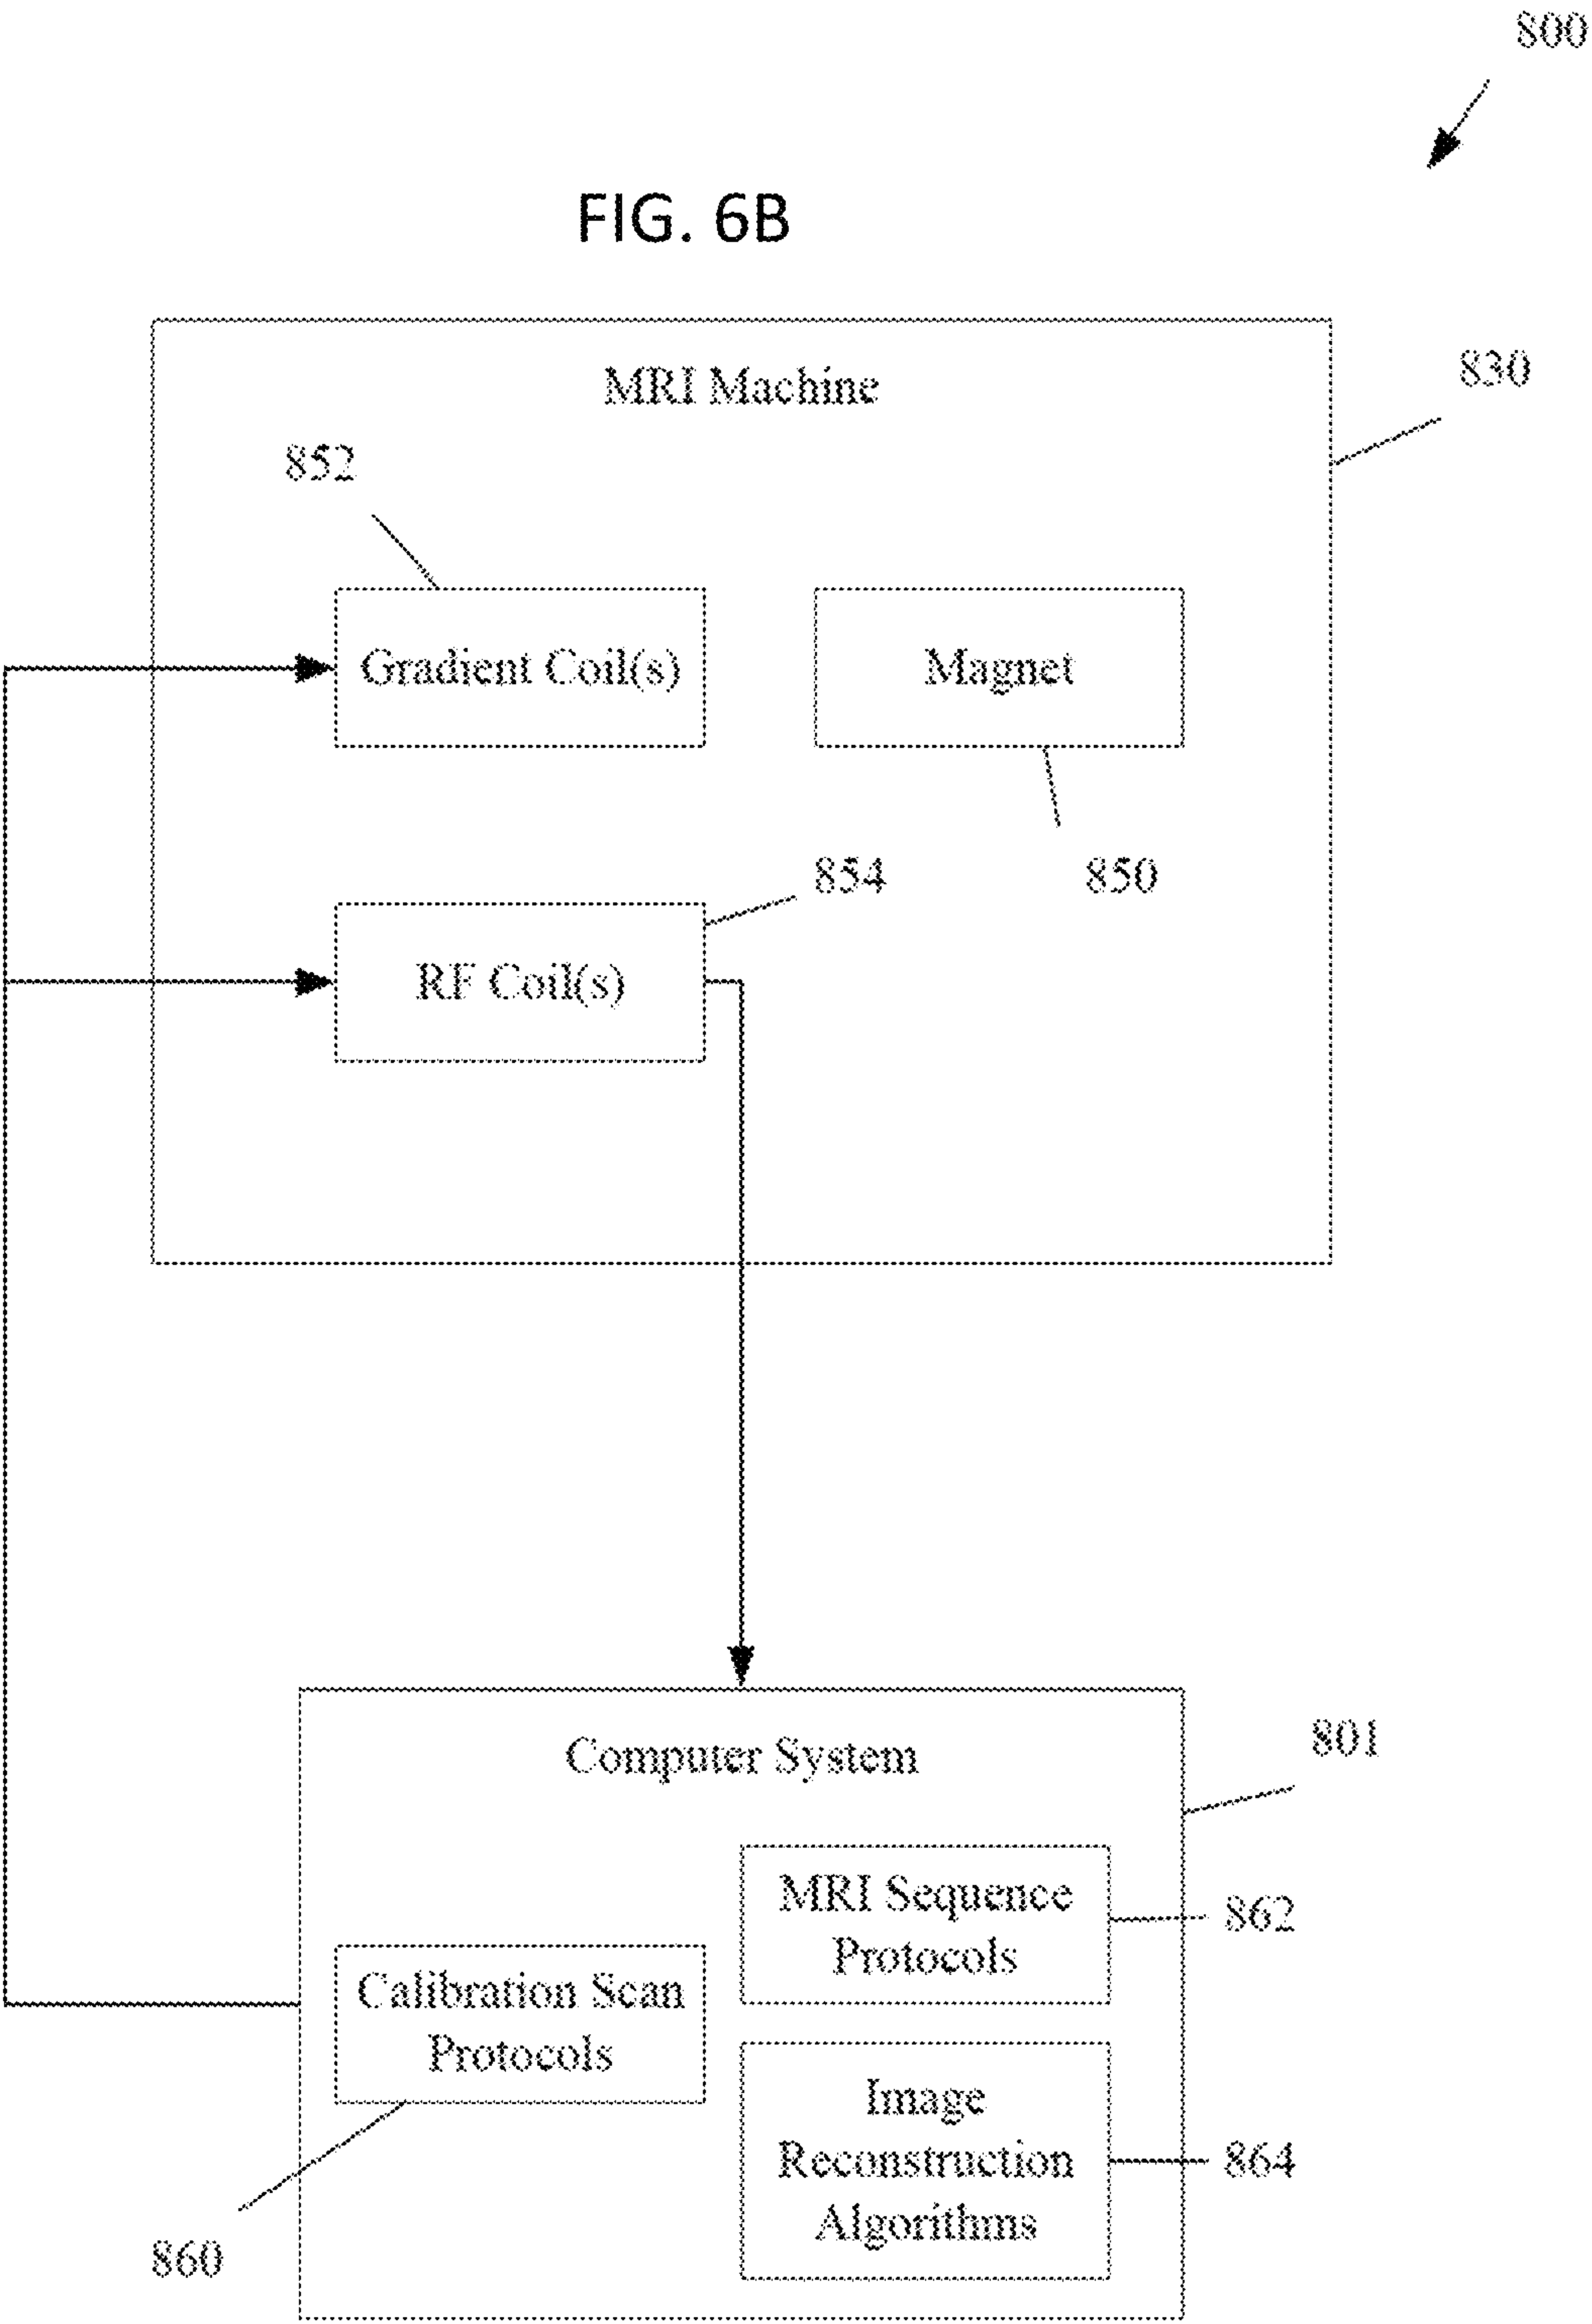 800
FIG. 6B
MRI Machine
830
852
Gradient Coil(s)
Magnet
854
850
RF Coil(s)
Computer System
801
MRI Sequence
Protocols
862
Calibration Scan
Protocols
Image
Reconstruction
Algorithms
864
860